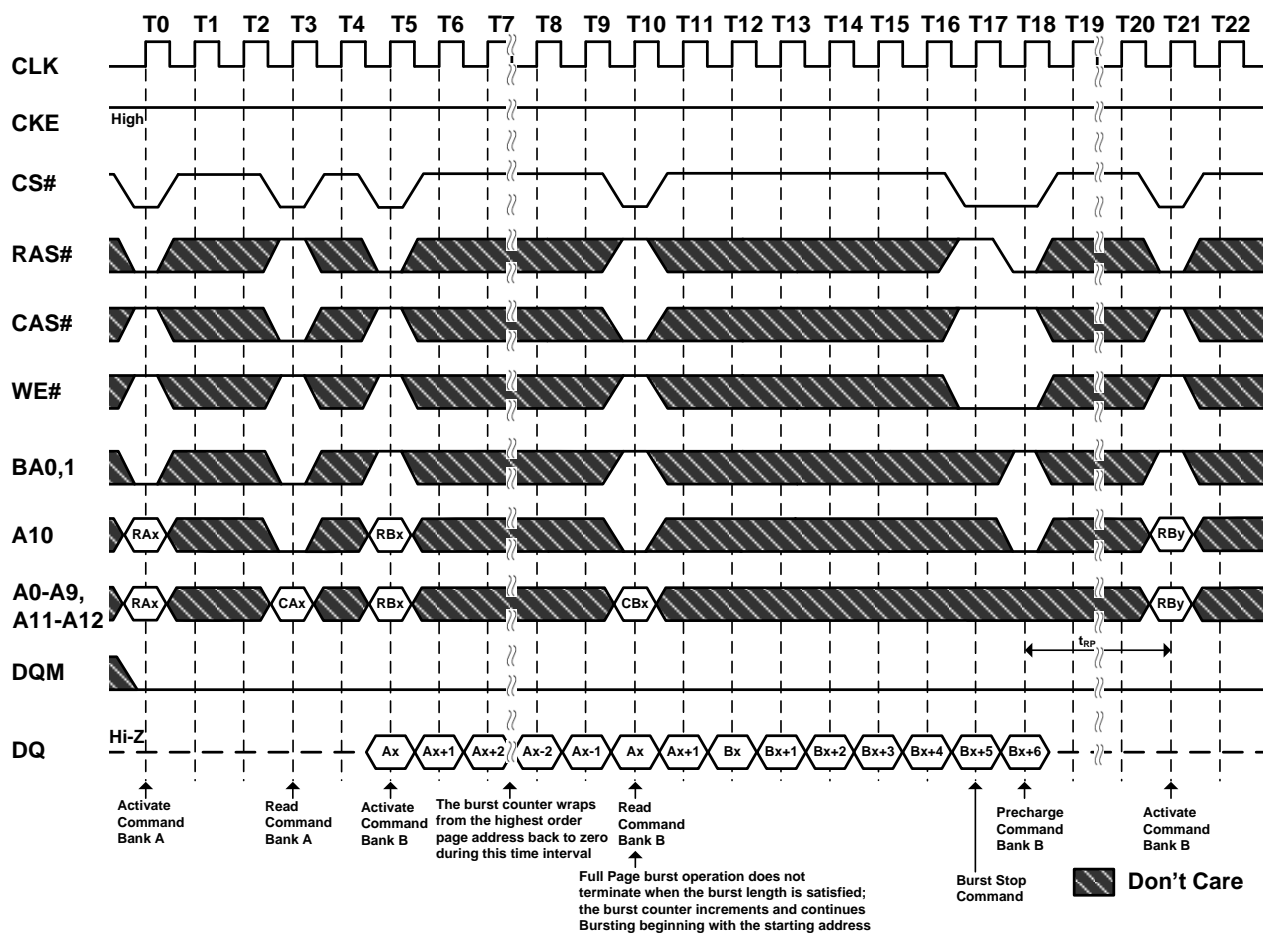 T0 T1 T2 T3 T4 T5 T6 T7 T8 T9 T10 T11 T12 T13 T14 T15 T16 T17 T18 T19 T20 T21 T22
CLK
CKE
High
CS#
RAS#
CAS#
WE#
BA0,1
A10
RAx RBx RBy
A0-A9,
A11-A12
RAx CAx RBx CBx RBy
tRP
DQM
DQ
Hi-Z
Ax Ax+1 Ax+2 Ax-2 Ax-1 Ax Ax+1 Bx Bx+1 Bx+2 Bx+3 Bx+4 Bx+5 Bx+6
Activate
Command
Bank A
Read
Command
Bank A
Activate
Command
Bank B
The burst counter wraps
from the highest order
page address back to zero
during this time interval
Read
Command
Bank B
Full Page burst operation does not
terminate when the burst length is satisfied;
the burst counter increments and continues
Bursting beginning with the starting address
Burst Stop
Command
Precharge
Command
Bank B
Activate
Command
Bank B
Don't Care